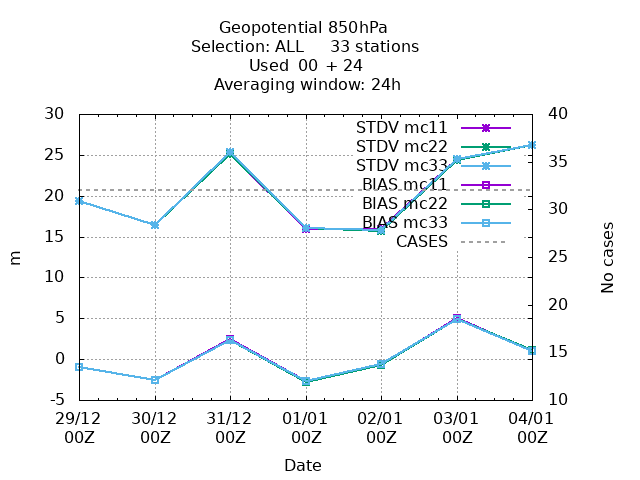 Geopotential 850hPa
Selection: ALL 33 stations
Used 00 + 24
Averaging window: 24h
30
25
20
15
10
5
0
-5
40
35
30
25
20
15
10
m
No cases
STDV mc11
STDV mc22
STDV mc33
BIAS mc11
BIAS mc22
BIAS mc33
CASES
29/12 30/12 31/12 01/01 02/01 03/01 04/01
00Z 00Z 00Z 00Z 00Z 00Z 00Z
Date